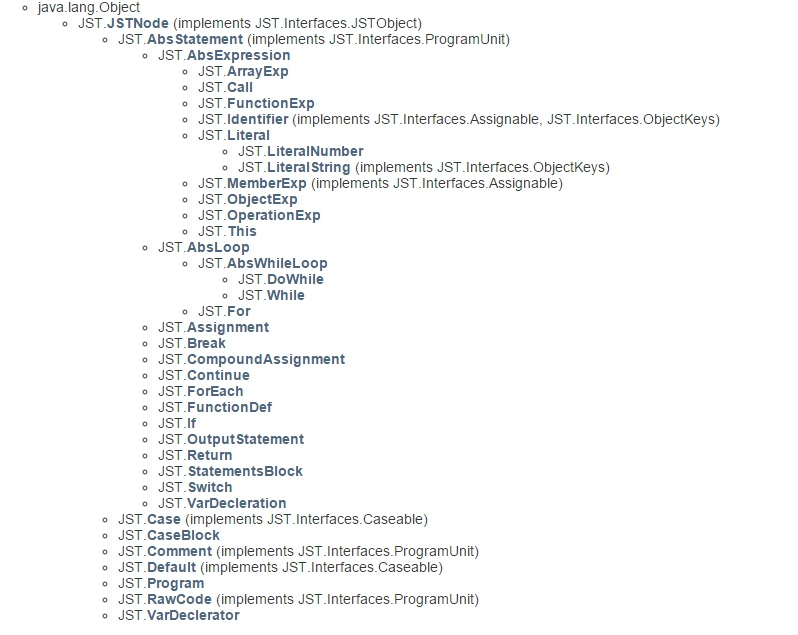 java.lang.Object
JST.JSTNode (implements JST.Interfaces.JSTObject)
JST.AbsStatement (implements JST.Interfaces.ProgramUnit)
JST.AbsExpression
JST.ArrayExp
JST.Call
JST.FunctionExp
JST.Identifier (implements JST.Interfaces.Assignable, JST.Interfaces.ObjectKeys)
JST.Literal
JST.LiteralNumber
JST.LiteralString (implements JST.Interfaces.ObjectKeys)
JST.MemberExp (implements JST.Interfaces.Assignable)
JST.ObjectExp
JST.OperationExp
JST.This
JST.AbsLoop
JST.AbsWhileLoop
JST.DoWhile
JST.While
JST.For
JST.Assignment
JST.Break
JST.CompoundAssignment
JST.Continue
JST.ForEach
JST.FunctionDef
JST.If
JST.OutputStatement
JST.Return
JST.StatementsBlock
JST.Switch
JST.VarDecleration
JST.Case (implements JST.Interfaces.Caseable)
JST.CaseBlock
JST.Comment (implements JST.Interfaces.ProgramUnit)
JST.Default (implements JST.Interfaces.Caseable)
JST.Program
JST.RawCode (implements JST.Interfaces.ProgramUnit)
JST.VarDeclerator